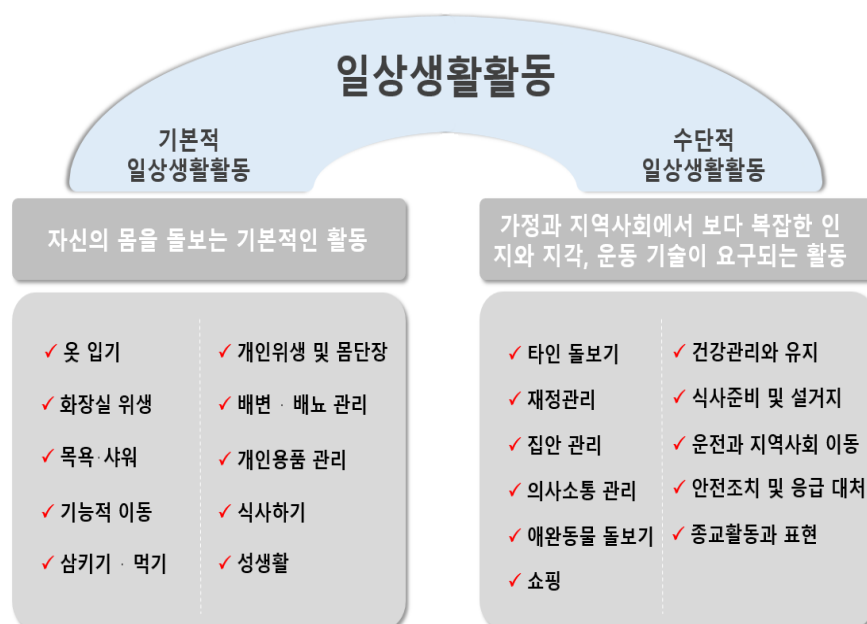 일상생활활동
기본적
일상생활활동
수단적
일상생활활동
자신의 몸을 돌보는 기본적인 활동
✓ 옷 입기
✓ 화장실 위생
✓ 목욕·샤워
✓ 기능적 이동
✓ 삼키기 · 먹기
✓ 개인위생 및 몸단장
✓ 배변 · 배뇨 관리
✓ 개인용품 관리
✓ 식사하기
✓ 성생활
가정과 지역사회에서 보다 복잡한 인
지와 지각, 운동 기술이 요구되는 활동
✓ 타인 돌보기
✓ 재정관리
✓ 집안 관리
✓ 의사소통 관리
✓ 애완동물 돌보기
✓ 쇼핑
✓ 건강관리와 유지
✓ 식사준비 및 설거지
✓ 운전과 지역사회 이동
✓ 안전조치 및 응급 대처
✓ 종교활동과 표현